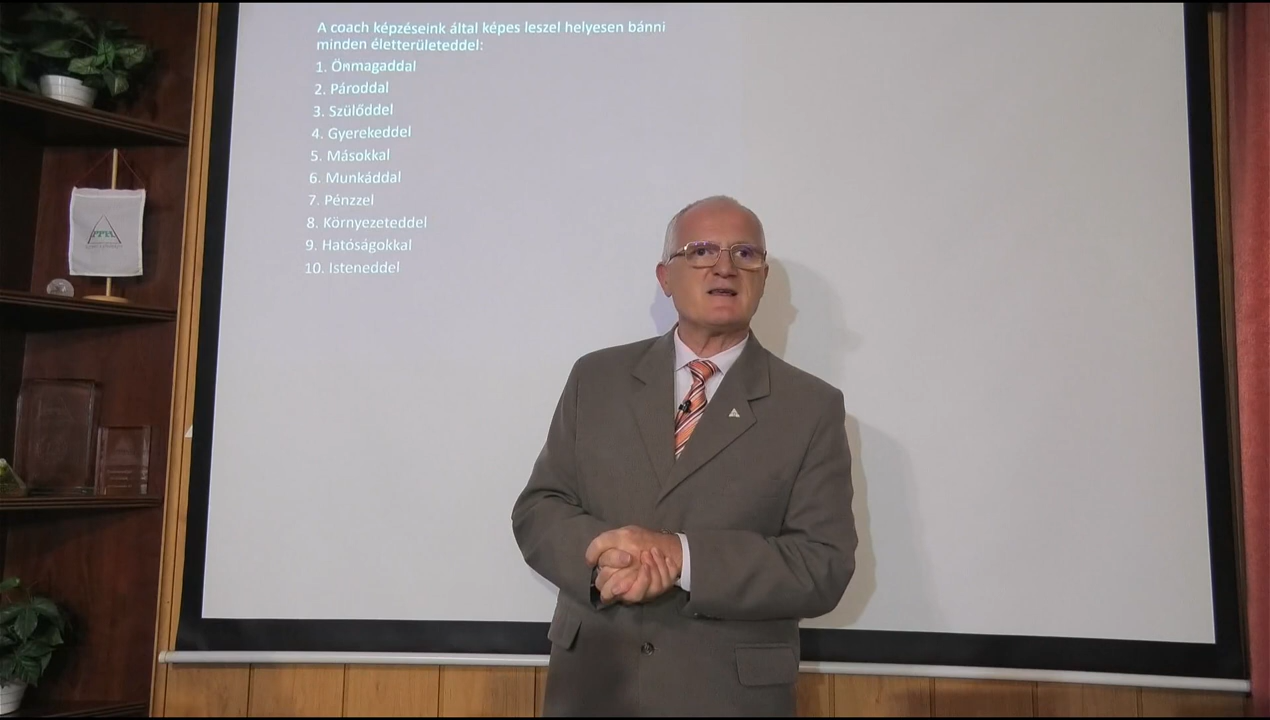 A coach képzéseink által képes leszel helyesen bánni
minden életterületeddel:
1. Önmagaddal
2. Pároddal
3. Szülőddel
4. Gyerekeddel
5. Másokkal
6. Munkáddal
7. Pénzzel
8. Környezeteddel
9. Hatóságokkal
10. Isteneddel